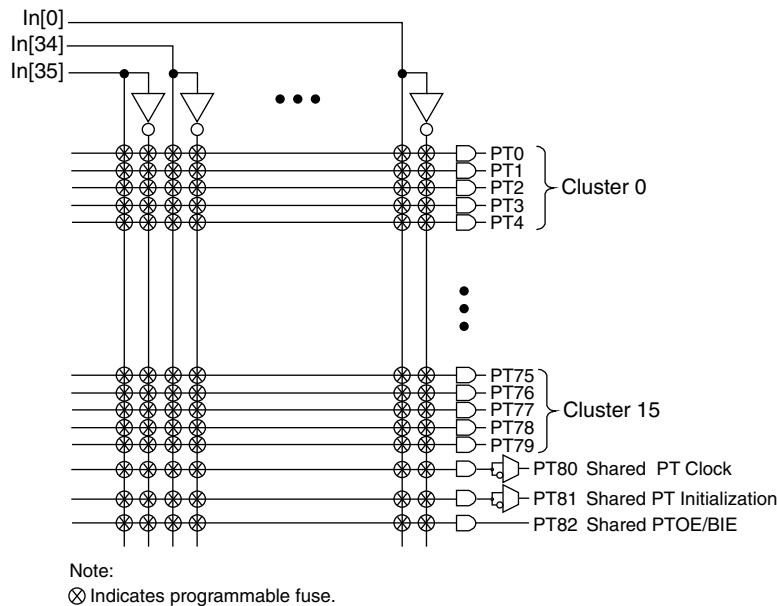 In[0]
In[34]
In[35]
PT0
PT1
PT2
PT3
PT4
Cluster 0
PT75
PT76
PT77
PT78
PT79
Cluster 15
PT80 Shared PT Clock
PT81 Shared PT Initialization
PT82 Shared PTOE/BIE
Note:
Indicates programmable fuse.